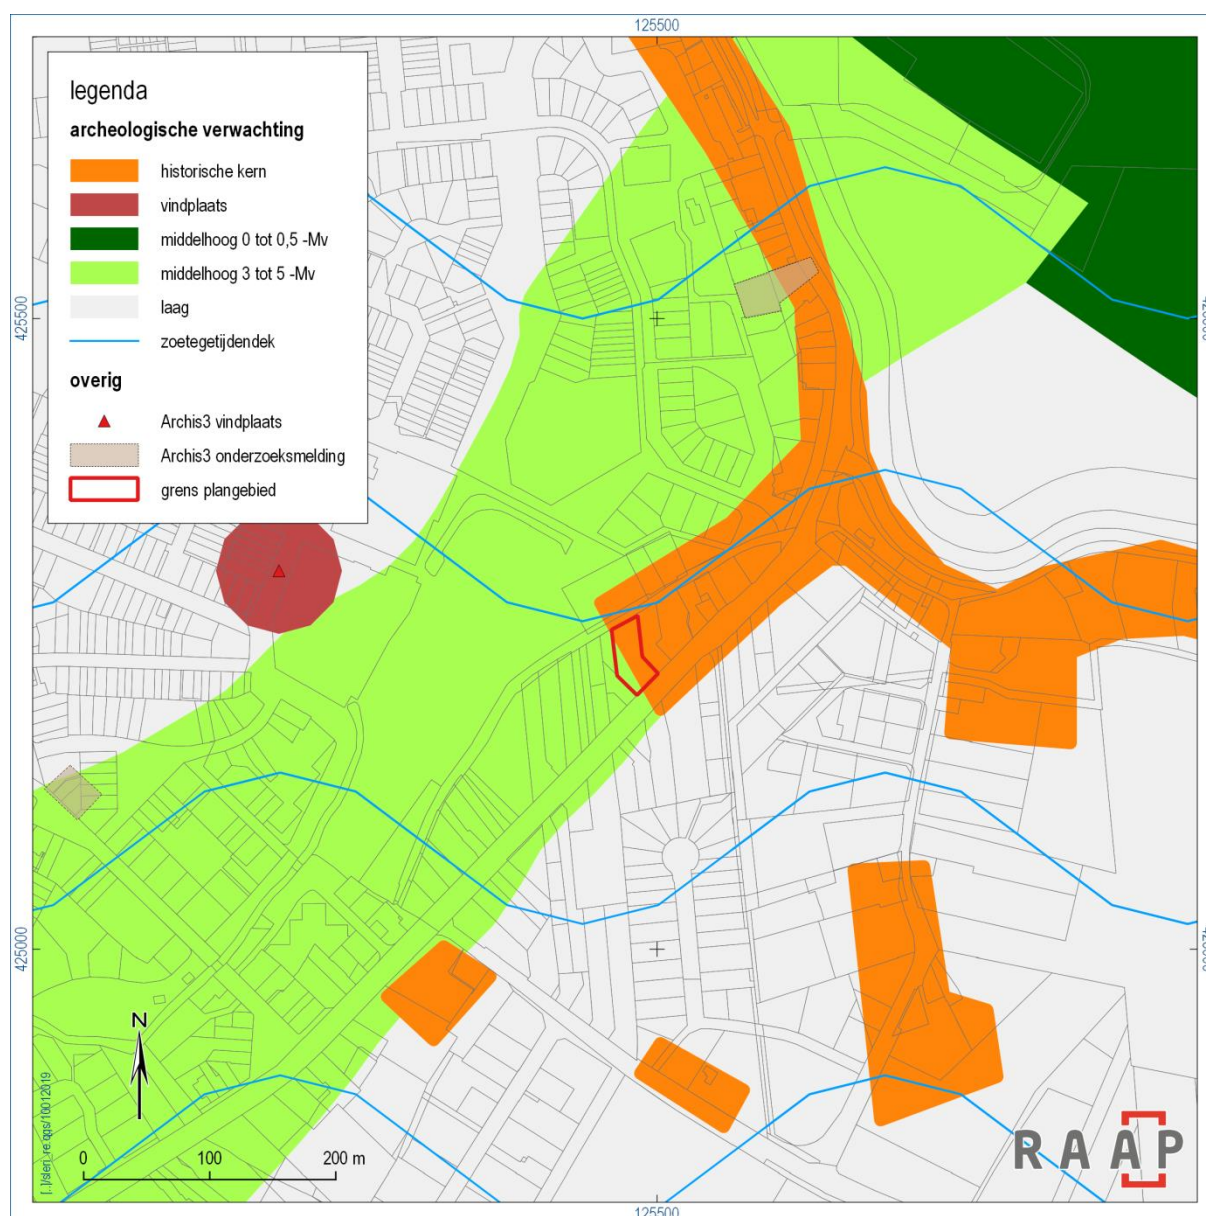 125500
legenda
archeologische verwachting
historische kern
vindplaats
middelhoog 0 tot 0,5 -Mv
middelhoog 3 tot 5 -Mv
laag
zoetegetijdendek
overig
Archis3 vindplaats
Archis3 onderzoeksmelding
grens plangebied
425500
425000
N
0 100 200 m
RAAP
125500